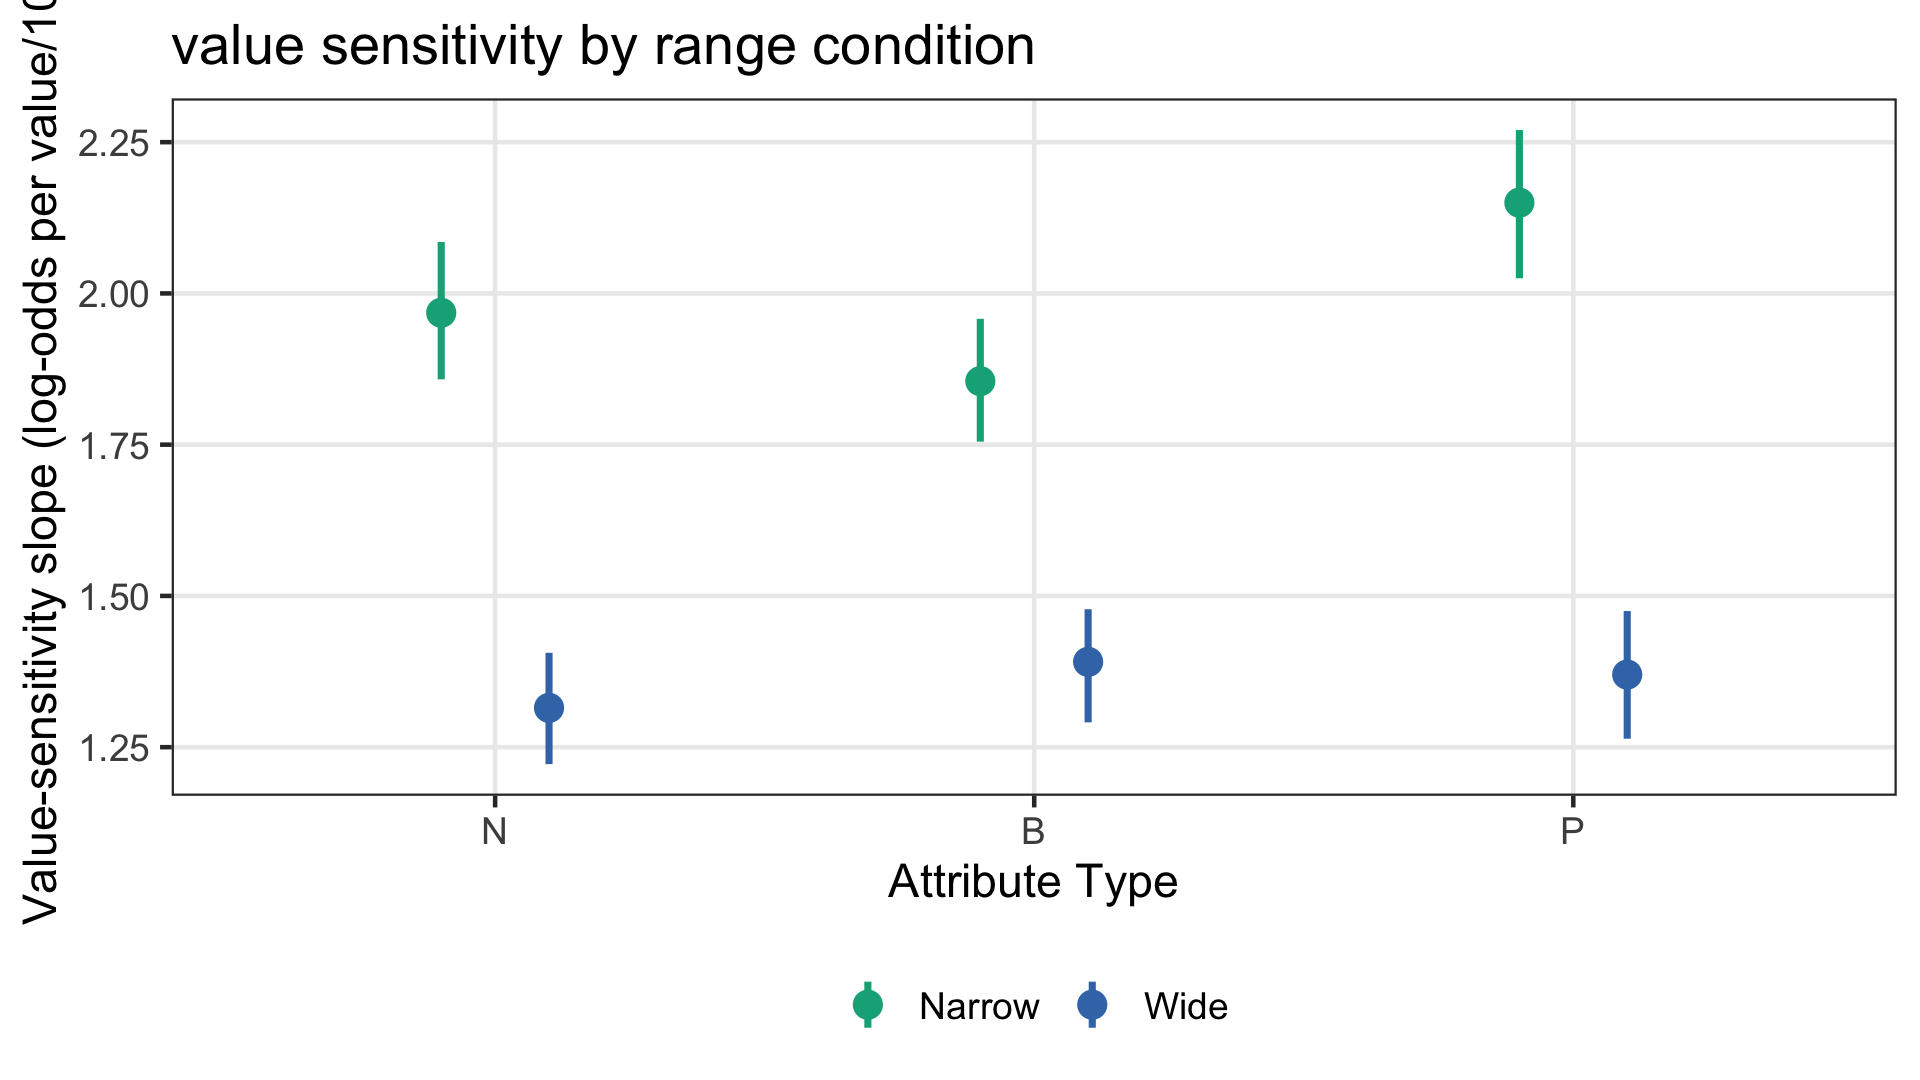 value sensitivity by range condition
Value-sensitivity slope (log-odds per value/10
2.25
2.00
1.75
1.50
1.25
N B P
Attribute Type
Narrow Wide